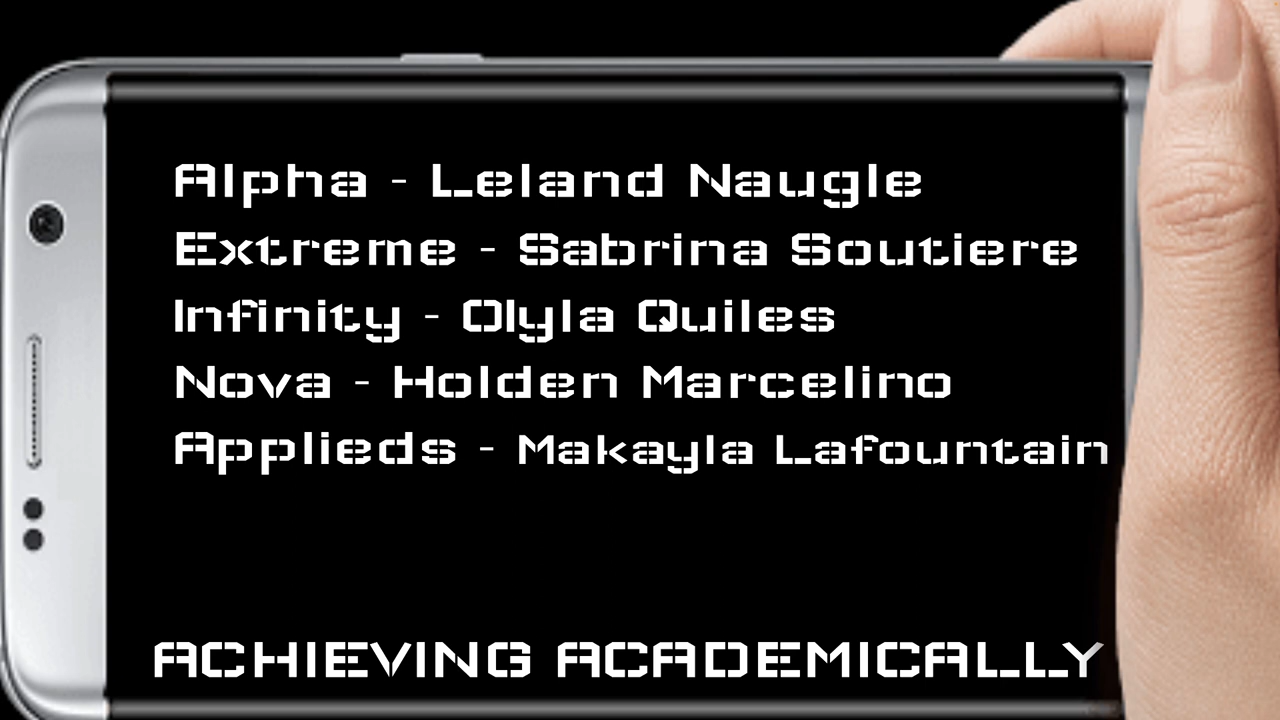 Alpha - Leland Naugle
Extreme - Sabrina Soutiere
Infinity - Olyla Quiles
Nova - Holden Marcelino
Applieds - Makayla Lafountain
ACHIEVING ACADEMICALLY